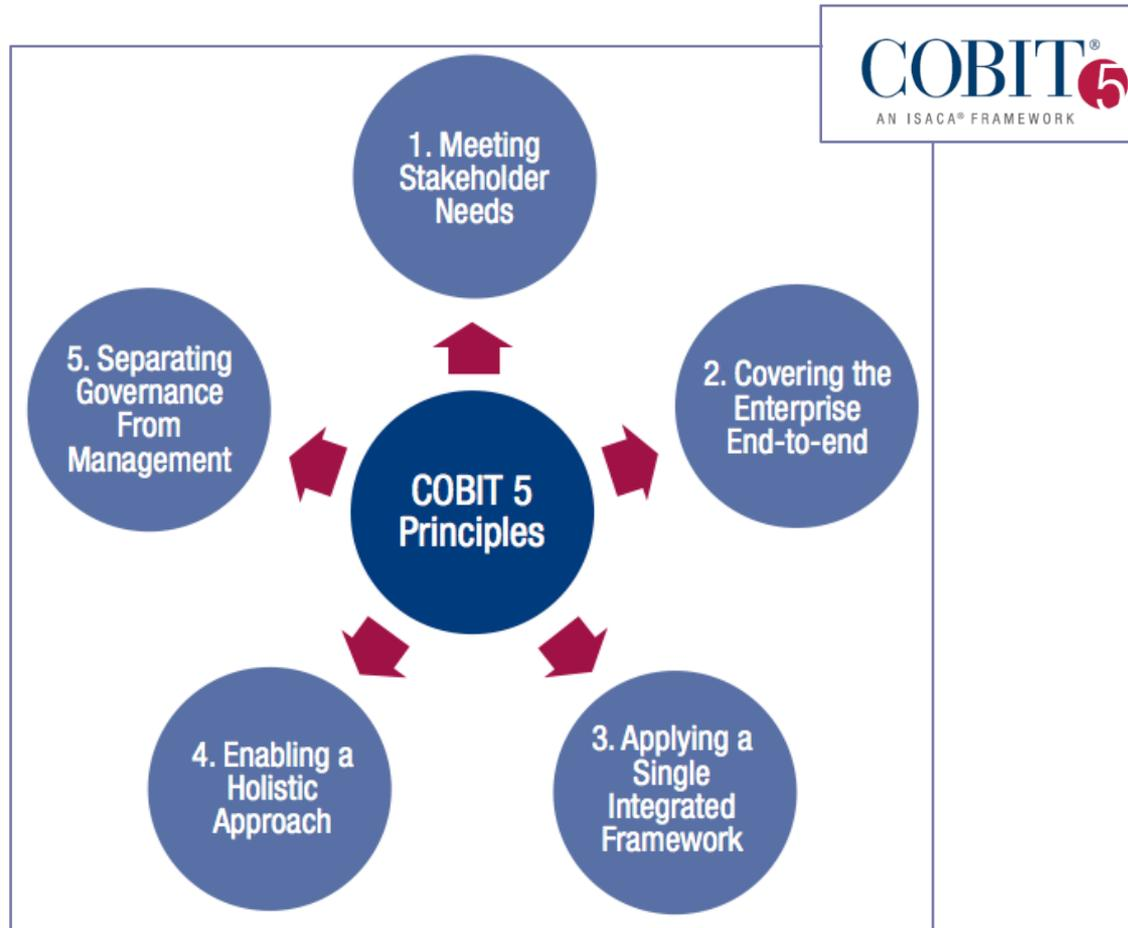 COBIT® 5
AN ISACA® FRAMEWORK
1. Meeting
Stakeholder
Needs
2. Covering the
Enterprise
End-to-end
3. Applying a
Single
Integrated
Framework
4. Enabling a
Holistic
Approach
5. Separating
Governance
From
Management
COBIT 5
Principles